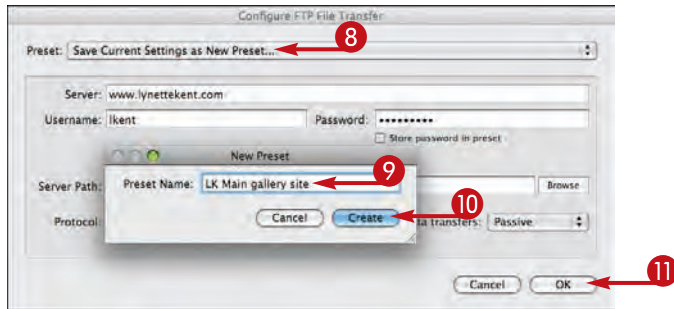 Configure FTP File Transfer
8
Preset: Save Current Settings as New Preset...
Server: www.lynettekent.com
Username: lkent Password: •••••••••
Store password in preset
New Preset
Server Path: Preset Name: LK Main gallery site 9 Browse
10
Protocol: Cancel Create transfers: Passive
Cancel OK 11